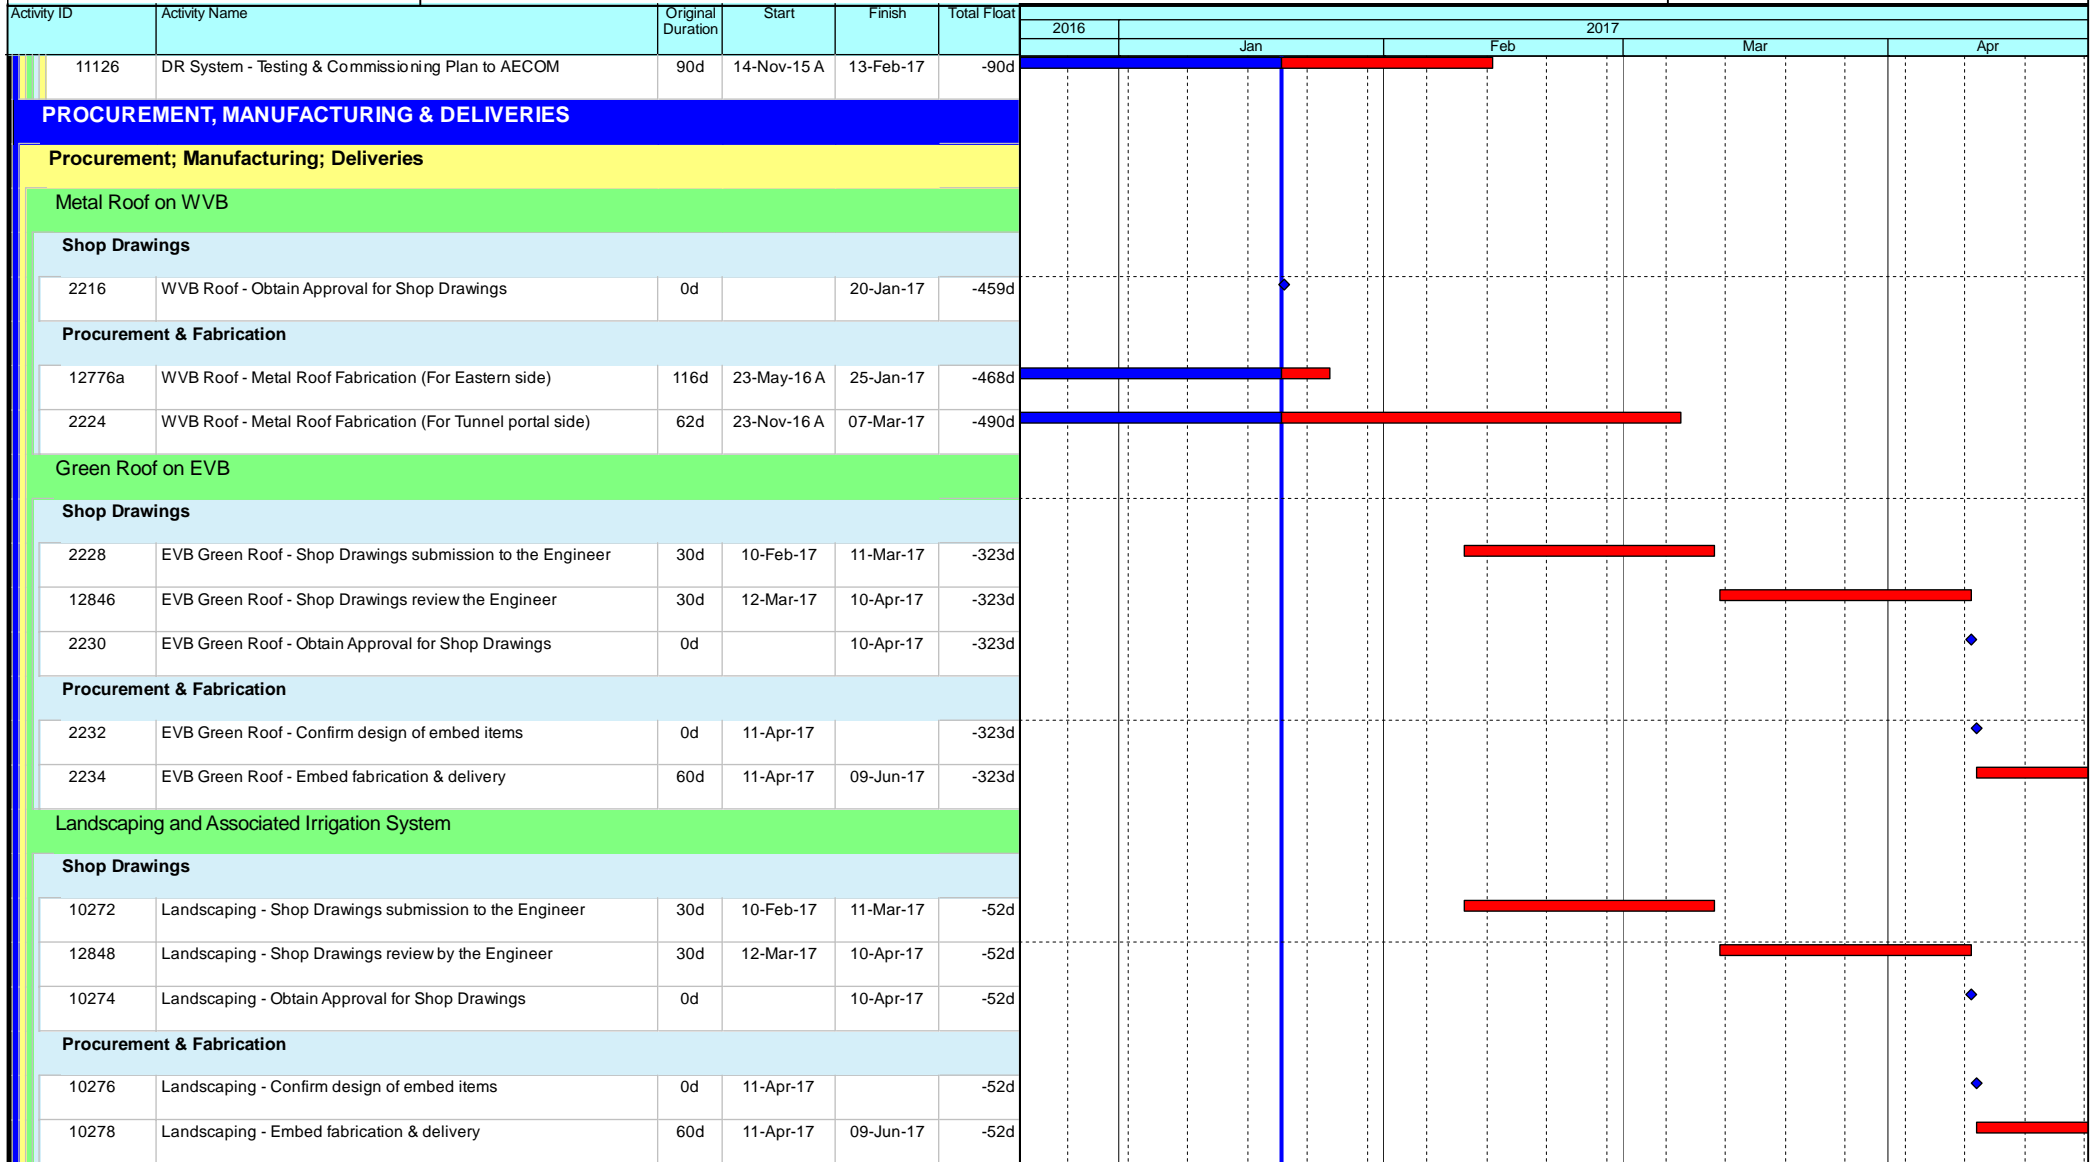 Activity ID Activity Name Original Duration Start Finish Total Float 2016 2017
Jan Feb Mar Apr
11126 DR System - Testing & Commissioning Plan to AECOM 90d 14-Nov-15 A 13-Feb-17 -90d
PROCUREMENT, MANUFACTURING & DELIVERIES
Procurement; Manufacturing; Deliveries
Metal Roof on WVB
Shop Drawings
2216 WVB Roof - Obtain Approval for Shop Drawings 0d 20-Jan-17 -459d
Procurement & Fabrication
12776a WVB Roof - Metal Roof Fabrication (For Eastern side) 116d 23-May-16 A 25-Jan-17 -468d
2224 WVB Roof - Metal Roof Fabrication (For Tunnel portal side) 62d 23-Nov-16 A 07-Mar-17 -490d
Green Roof on EVB
Shop Drawings
2228 EVB Green Roof - Shop Drawings submission to the Engineer 30d 10-Feb-17 11-Mar-17 -323d
12846 EVB Green Roof - Shop Drawings review the Engineer 30d 12-Mar-17 10-Apr-17 -323d
2230 EVB Green Roof - Obtain Approval for Shop Drawings 0d 10-Apr-17 -323d
Procurement & Fabrication
2232 EVB Green Roof - Confirm design of embed items 0d 11-Apr-17 -323d
2234 EVB Green Roof - Embed fabrication & delivery 60d 11-Apr-17 09-Jun-17 -323d
Landscaping and Associated Irrigation System
Shop Drawings
10272 Landscaping - Shop Drawings submission to the Engineer 30d 10-Feb-17 11-Mar-17 -52d
12848 Landscaping - Shop Drawings review by the Engineer 30d 12-Mar-17 10-Apr-17 -52d
10274 Landscaping - Obtain Approval for Shop Drawings 0d 10-Apr-17 -52d
Procurement & Fabrication
10276 Landscaping - Confirm design of embed items 0d 11-Apr-17 -52d
10278 Landscaping - Embed fabrication & delivery 60d 11-Apr-17 09-Jun-17 -52d